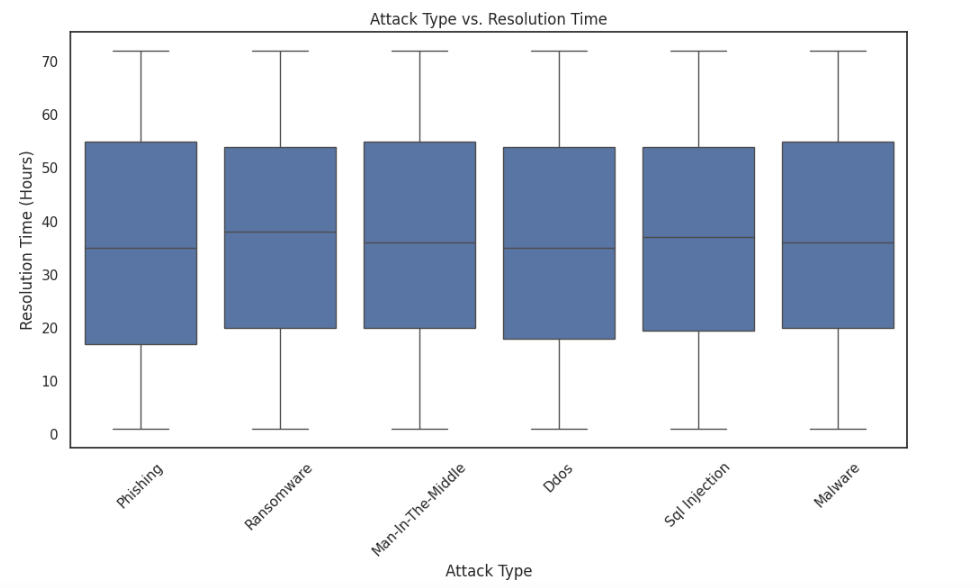 Attack Type vs. Resolution Time
Resolution Time (Hours)
70
60
50
40
30
20
10
0
Phishing
Ransomware
Man-In-The-Middle
Ddos
Sql Injection
Malware
Attack Type